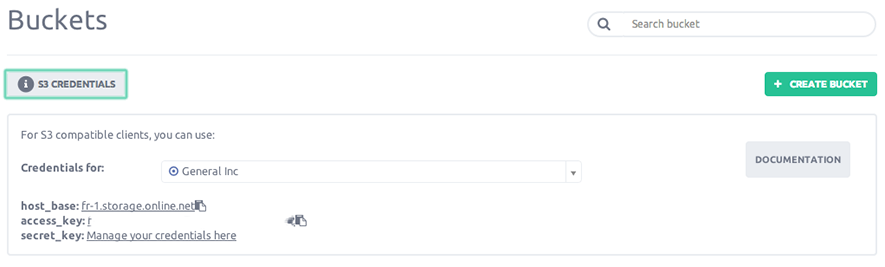 Buckets
Search bucket
S3 CREDENTIALS
+ CREATE BUCKET
For S3 compatible clients, you can use:
DOCUMENTATION
Credentials for:
General Inc
host_base: fr-1.storage.online.net
access_key:
secret_key: Manage your credentials here